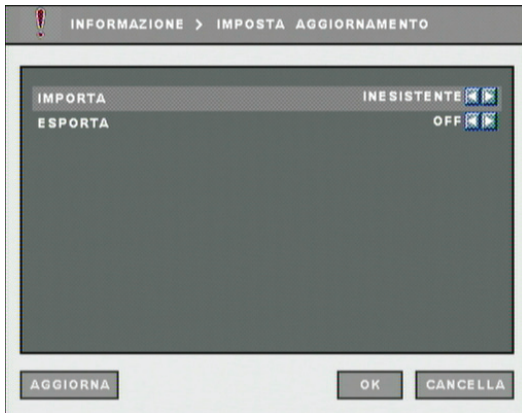 INFORMAZIONE > IMPOSTA AGGIORNAMENTO
IMPORTA INESISTENTE
ESPORTA OFF
AGGIORNA OK CANCELLA